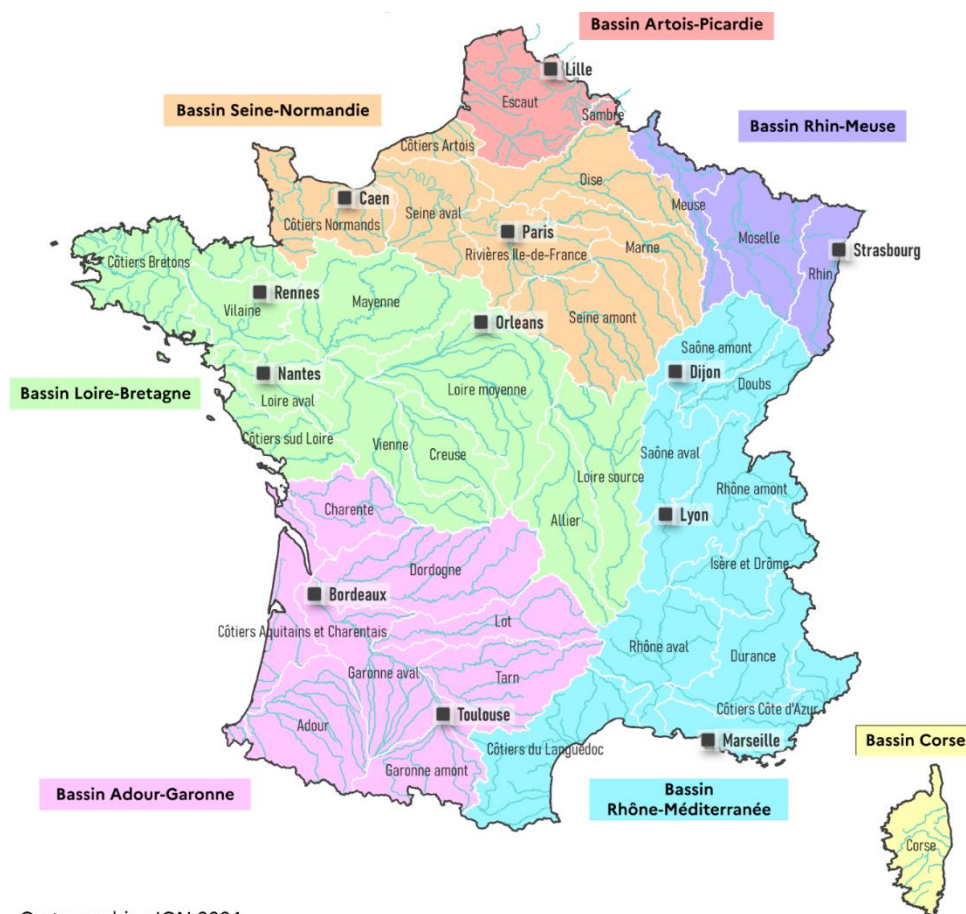 Bassin Artois-Picardie
Lille
Escaut
Sambre
Bassin Seine-Normandie
Bassin Rhin-Meuse
Côtiers Artois
Oise
Meuse
Caen
Seine aval
Côtiers Normands
Paris
Marne
Moselle
Strasbourg
Rivières Ile-de-France
Rhin
Côtiers Bretons
Rennes
Mayenne
Vilaine
Orleans
Seine amont
Saône amont
Nantes
Dijon
Doubs
Bassin Loire-Bretagne
Loire aval
Loire moyenne
Côtiers sud Loire
Vienne
Creuse
Saône aval
Loire source
Rhône amont
Charente
Allier
Lyon
Dordogne
Isère et Drôme
Bordeaux
Lot
Côtiers Aquitains et Charentais
Rhône aval
Durance
Garonne aval
Tarn
Adour
Toulouse
Côtiers Côte d'Azur
Côtiers du Languedoc
Marseille
Bassin Corse
Garonne amont
Bassin Adour-Garonne
Bassin
Rhône-Méditerranée
Corse